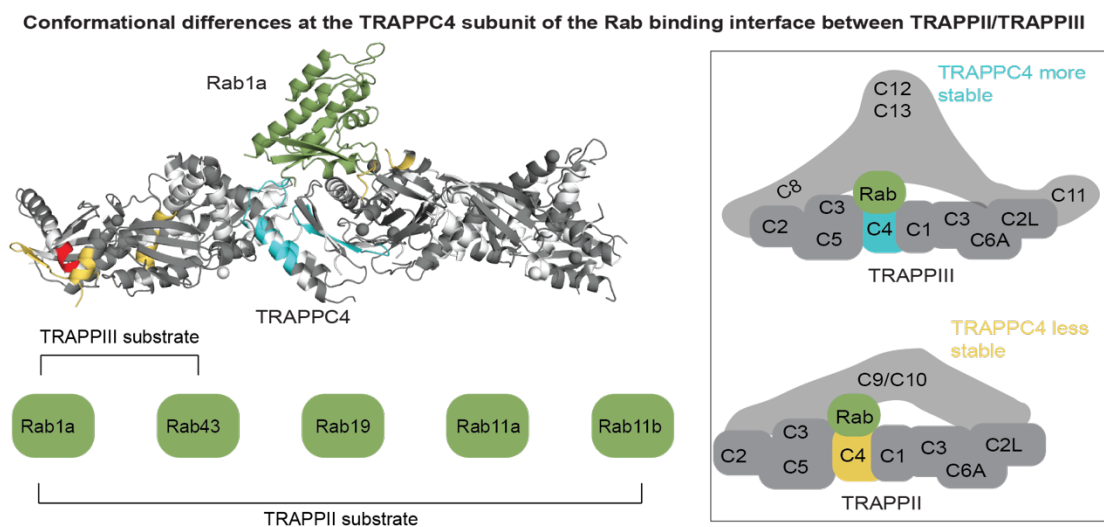 Conformational differences at the TRAPPC4 subunit of the Rab binding interface between TRAPPII/TRAPPIII
Rab1a
TRAPPC4
TRAPPIII substrate
Rab1a
Rab43
Rab19
Rab11a
Rab11b
TRAPPII substrate
TRAPPC4 more
stable
C12
C13
C8
Rab
C11
C2
C3
C5
C4
C1
C3
C6A
C2L
TRAPPIII
TRAPPC4 less
stable
C9/C10
Rab
C2
C3
C5
C4
C1
C3
C6A
C2L
TRAPPII